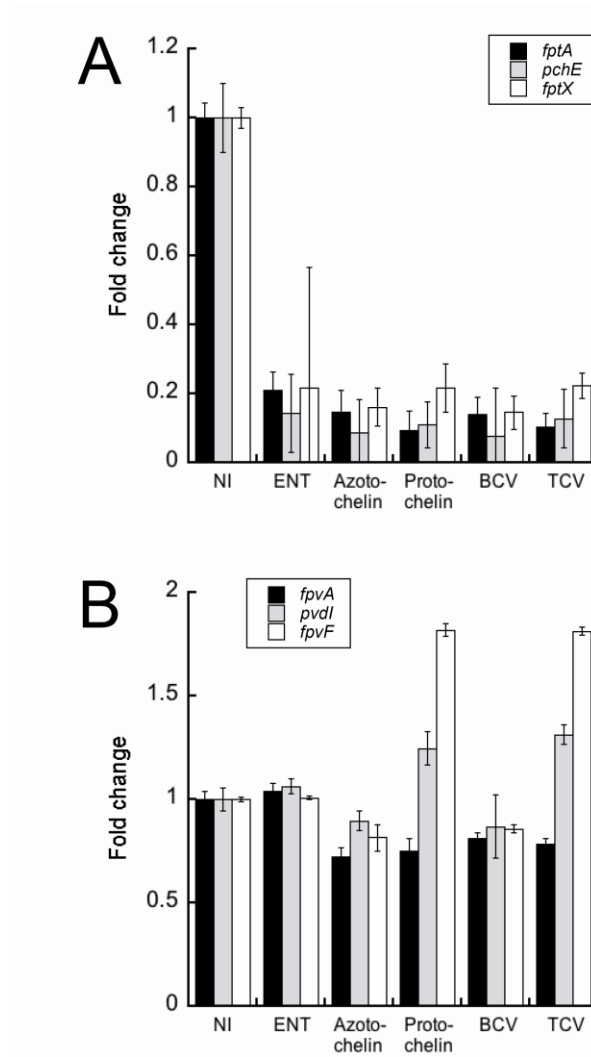 A
fptA
pchE
fptX
1.2
1
0.8
0.6
0.4
0.2
0
Fold change
NI ENT Azoto- Proto- BCV TCV
chelin chelin
B
fpvA
pvdI
fpvF
2
1.5
1
0.5
0
Fold change
NI ENT Azoto- Proto- BCV TCV
chelin chelin